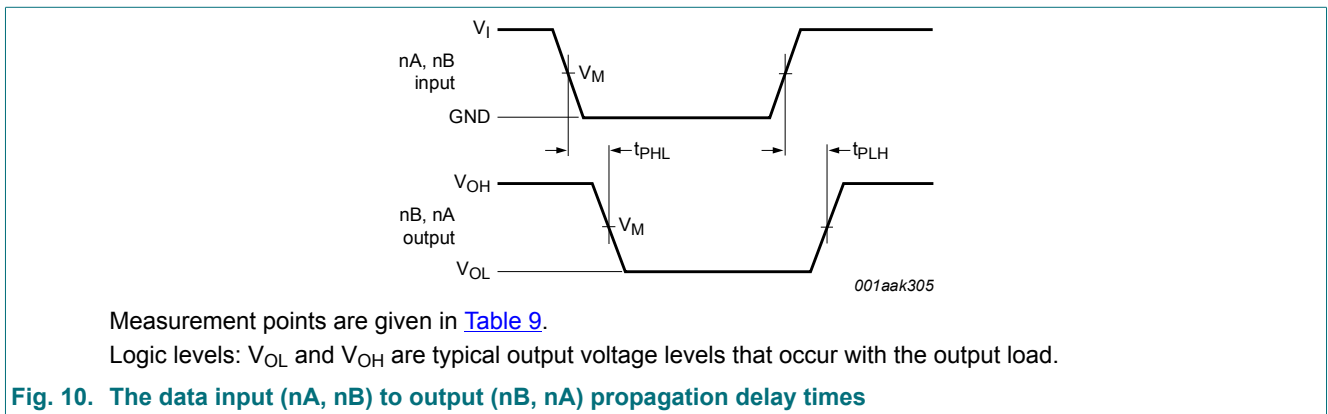 VI
nA, nB
input
VM
GND
tPHL
tPLH
VOH
nB, nA
output
VM
VOL
001aak305
Measurement points are given in Table 9.
Logic levels: VOL and VOH are typical output voltage levels that occur with the output load.
Fig. 10. The data input (nA, nB) to output (nB, nA) propagation delay times